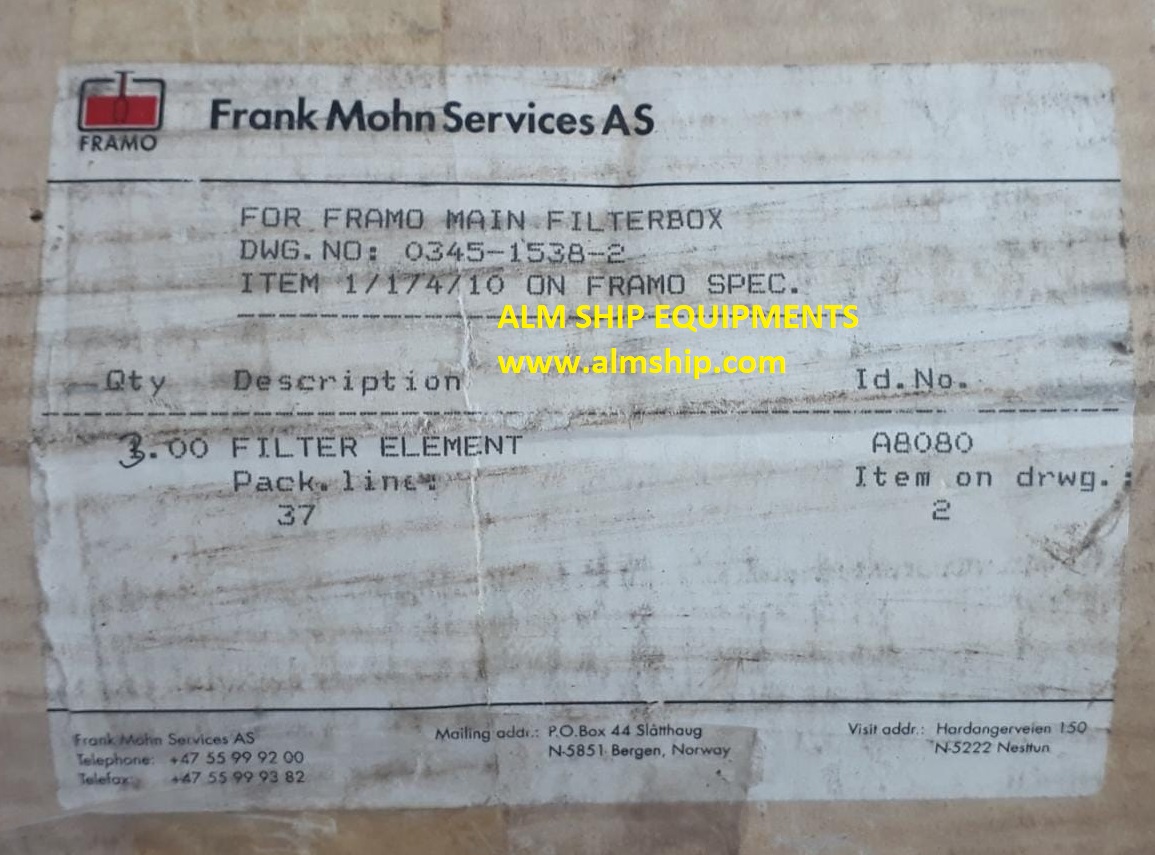 FRAMO
Frank Mohn Services AS
FOR FRAMO MAIN FILTERBOX
DWG.NO: 0345-1538-2
ITEM 1/174/10 ON FRAMO SPEC.
ALM SHIP EQUIPMENTS
www.almship.com
Qty Description Id.No.
3.00 FILTER ELEMENT A8080
Pack.line: Item on drwg.:
37 2
Frank Mohn Services AS
Telephone: +47 55 99 92 00
Telefax: +47 55 99 93 82
Mailing addr.: P.O.Box 44 Slåtthaug
N-5851 Bergen, Norway
Visit addr.: Hardangerveien 150
N-5222 Nesttun